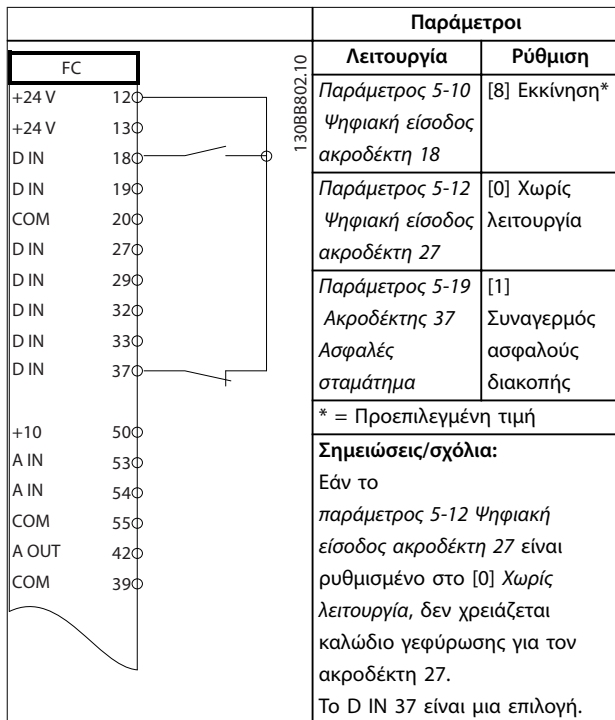 Παράμετροι
FC
130BB802.10
Λειτουργία Ρύθμιση
+24 V 12
+24 V 13
D IN 18
D IN 19
COM 20
D IN 27
D IN 29
D IN 32
D IN 33
D IN 37
+10 50
A IN 53
A IN 54
COM 55
A OUT 42
COM 39
Παράμετρος 5-10 [8] Εκκίνηση*
Ψηφιακή είσοδος
ακροδέκτη 18
Παράμετρος 5-12 [0] Χωρίς
Ψηφιακή είσοδος λειτουργία
ακροδέκτη 27
Παράμετρος 5-19 [1]
Ακροδέκτης 37 Συναγερμός
Ασφαλές ασφαλούς
σταμάτημα διακοπής
* = Προεπιλεγμένη τιμή
Σημειώσεις/σχόλια:
Εάν το
παράμετρος 5-12 Ψηφιακή
είσοδος ακροδέκτη 27 είναι
ρυθμισμένο στο [0] Χωρίς
λειτουργία, δεν χρειάζεται
καλώδιο γεφύρωσης για τον
ακροδέκτη 27.
Το D IN 37 είναι μια επιλογή.